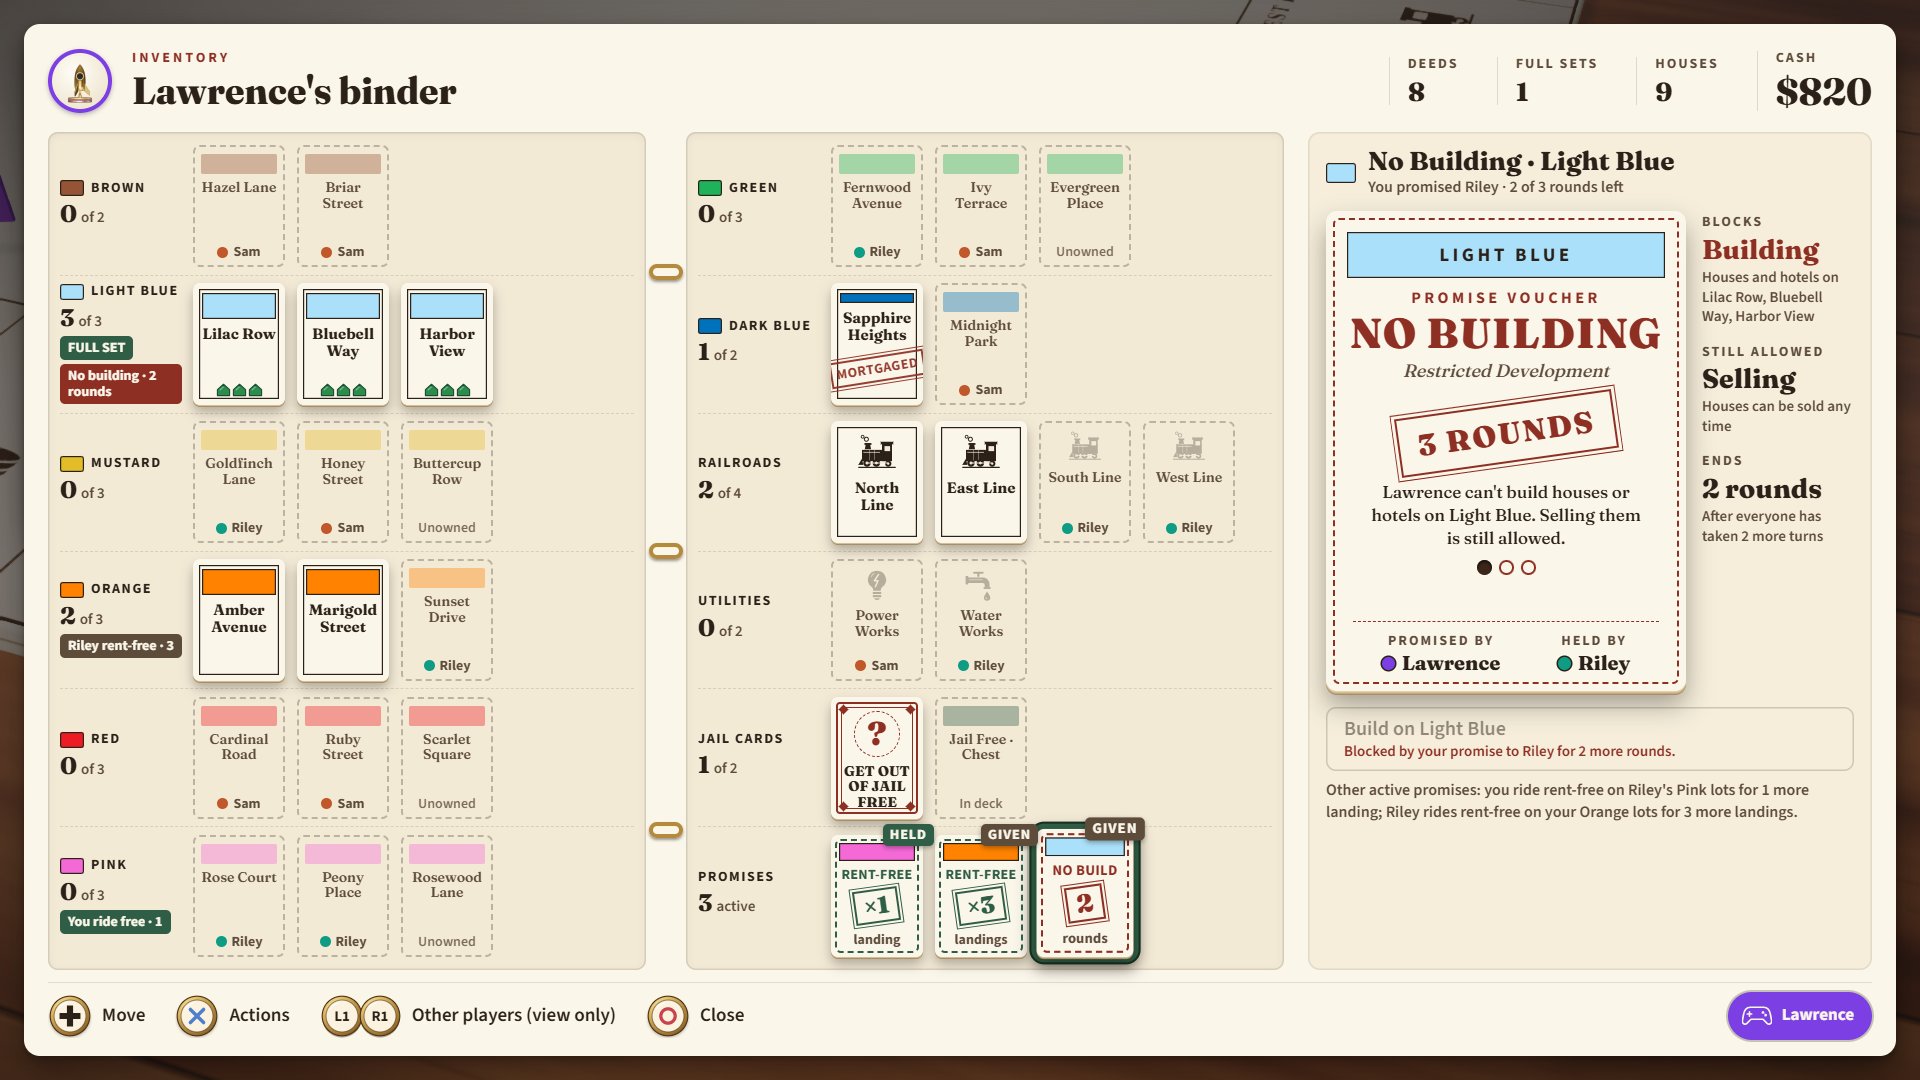 INVENTORY
Lawrence's binder
DEEDS
8
FULL SETS
1
HOUSES
9
CASH
$820
BROWN
0 of 2
Hazel Lane
Sam
Briar
Street
Sam
LIGHT BLUE
3 of 3
FULL SET
No building · 2
rounds
Lilac Row
Bluebell
Way
Harbor
View
MUSTARD
0 of 3
Goldfinch
Lane
Riley
Honey
Street
Sam
Buttercup
Row
Unowned
ORANGE
2 of 3
Riley rent-free · 3
Amber
Avenue
Marigold
Street
Sunset
Drive
Riley
RED
0 of 3
Cardinal
Road
Sam
Ruby
Street
Sam
Scarlet
Square
Unowned
PINK
0 of 3
You ride free · 1
Rose Court
Riley
Peony
Place
Riley
Rosewood
Lane
Unowned
GREEN
0 of 3
Fernwood
Avenue
Riley
Ivy
Terrace
Sam
Evergreen
Place
Unowned
DARK BLUE
1 of 2
Sapphire
Heights
MORTGAGED
Midnight
Park
Sam
RAILROADS
2 of 4
North
Line
East Line
South Line
Riley
West Line
Riley
UTILITIES
0 of 2
Power
Works
Sam
Water
Works
Riley
JAIL CARDS
1 of 2
?
GET OUT
OF JAIL
FREE
Jail Free ·
Chest
In deck
PROMISES
3 active
HELD
RENT-FREE
×1
landing
GIVEN
RENT-FREE
×3
landings
GIVEN
NO BUILD
2
rounds
No Building · Light Blue
You promised Riley · 2 of 3 rounds left
LIGHT BLUE
PROMISE VOUCHER
NO BUILDING
Restricted Development
3 ROUNDS
Lawrence can't build houses or
hotels on Light Blue. Selling them
is still allowed.
PROMISED BY
Lawrence
HELD BY
Riley
BLOCKS
Building
Houses and hotels on
Lilac Row, Bluebell
Way, Harbor View
STILL ALLOWED
Selling
Houses can be sold any
time
ENDS
2 rounds
After everyone has
taken 2 more turns
Build on Light Blue
Blocked by your promise to Riley for 2 more rounds.
Other active promises: you ride rent-free on Riley's Pink lots for 1 more
landing; Riley rides rent-free on your Orange lots for 3 more landings.
Move
Actions
L1
R1
Other players (view only)
Close
Lawrence